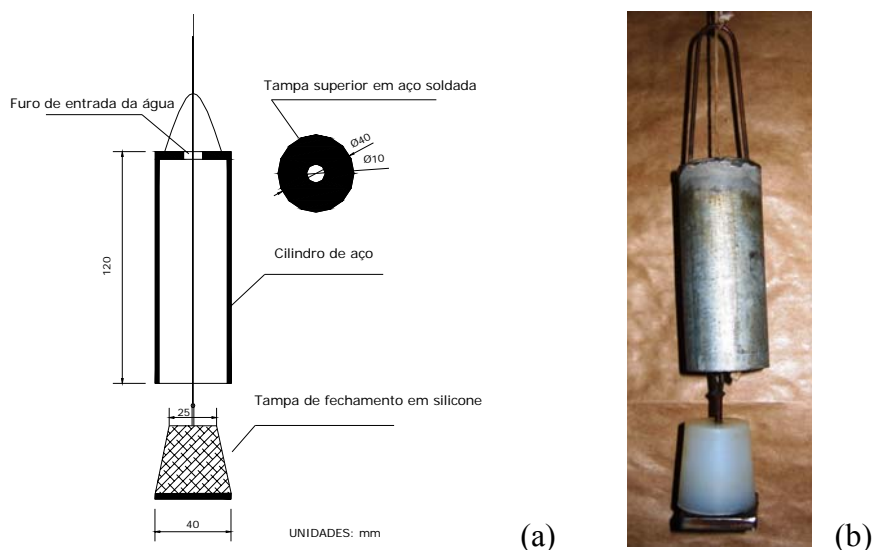 Tampa superior em aço soldada
Furo de entrada da água
Ø40
Ø10
120
Cilindro de aço
Tampa de fechamento em silicone
25
40
UNIDADES: mm
(a)
(b)